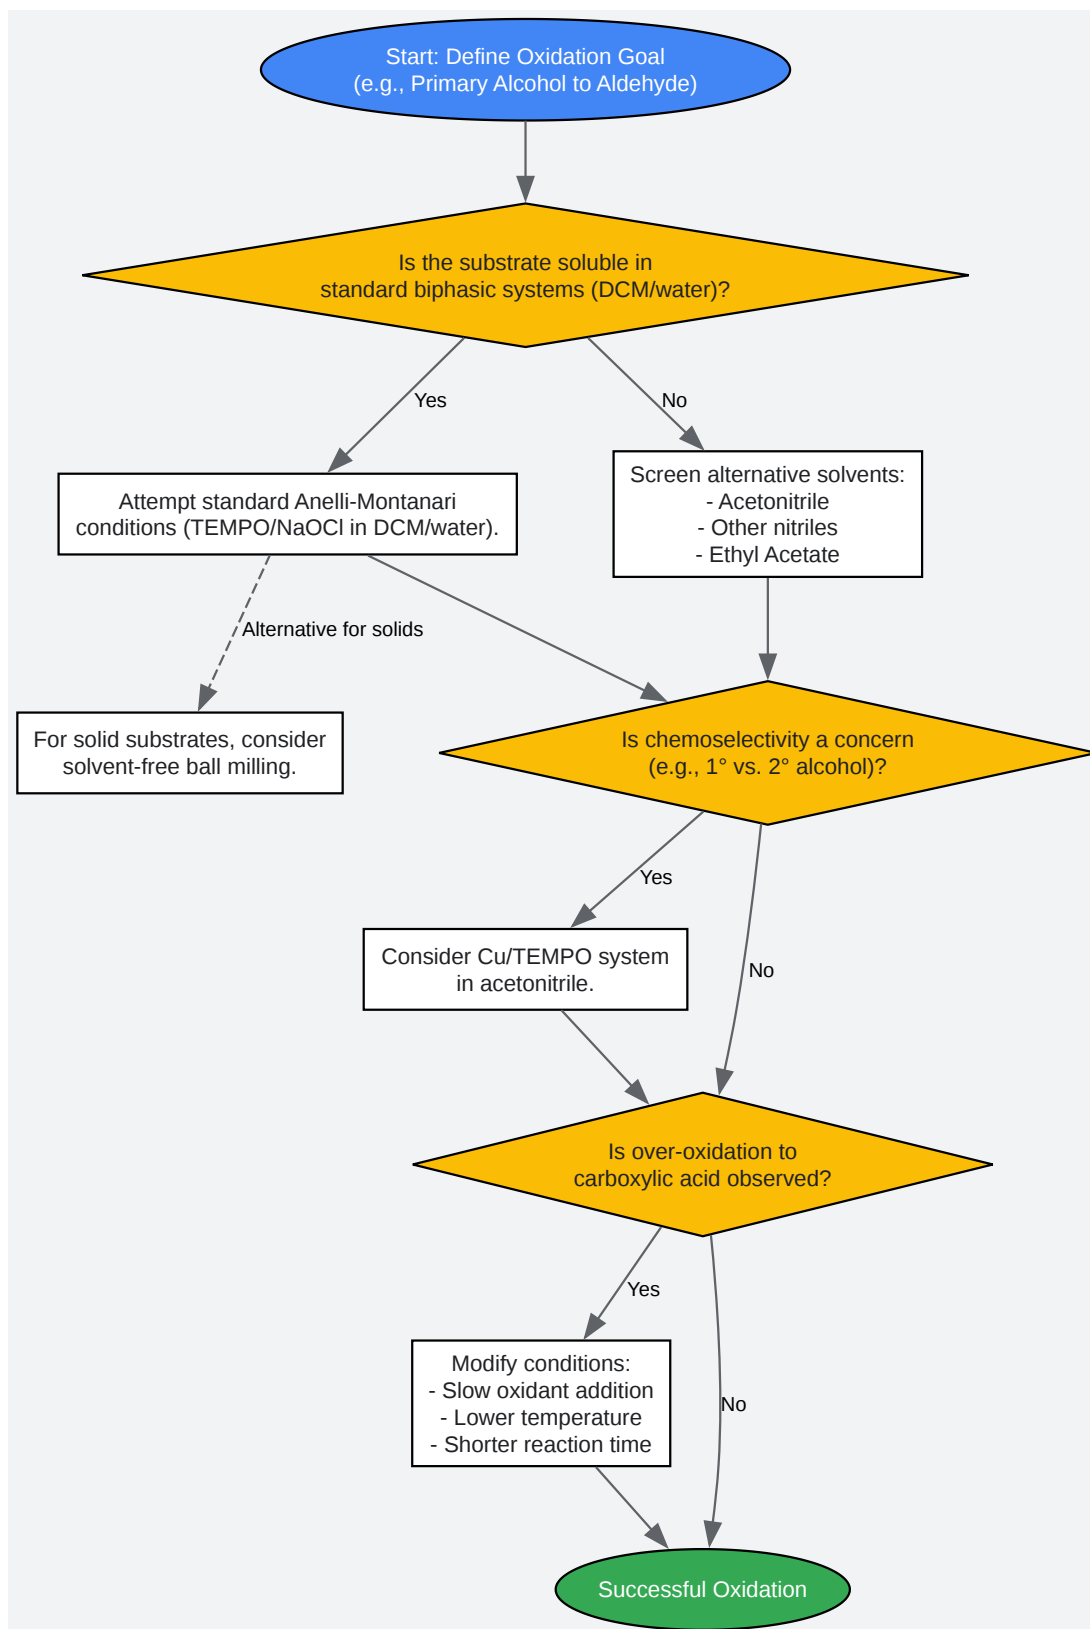 Start: Define Oxidation Goal
(e.g., Primary Alcohol to Aldehyde)
Is the substrate soluble in
standard biphasic systems (DCM/water)?
Yes
No
Attempt standard Anelli-Montanari
conditions (TEMPO/NaOCl in DCM/water).
Screen alternative solvents:
- Acetonitrile
- Other nitriles
- Ethyl Acetate
Alternative for solids
For solid substrates, consider
solvent-free ball milling.
Is chemoselectivity a concern
(e.g., 1° vs. 2° alcohol)?
Yes
No
Consider Cu/TEMPO system
in acetonitrile.
Is over-oxidation to
carboxylic acid observed?
Yes
No
Modify conditions:
- Slow oxidant addition
- Lower temperature
- Shorter reaction time
Successful Oxidation